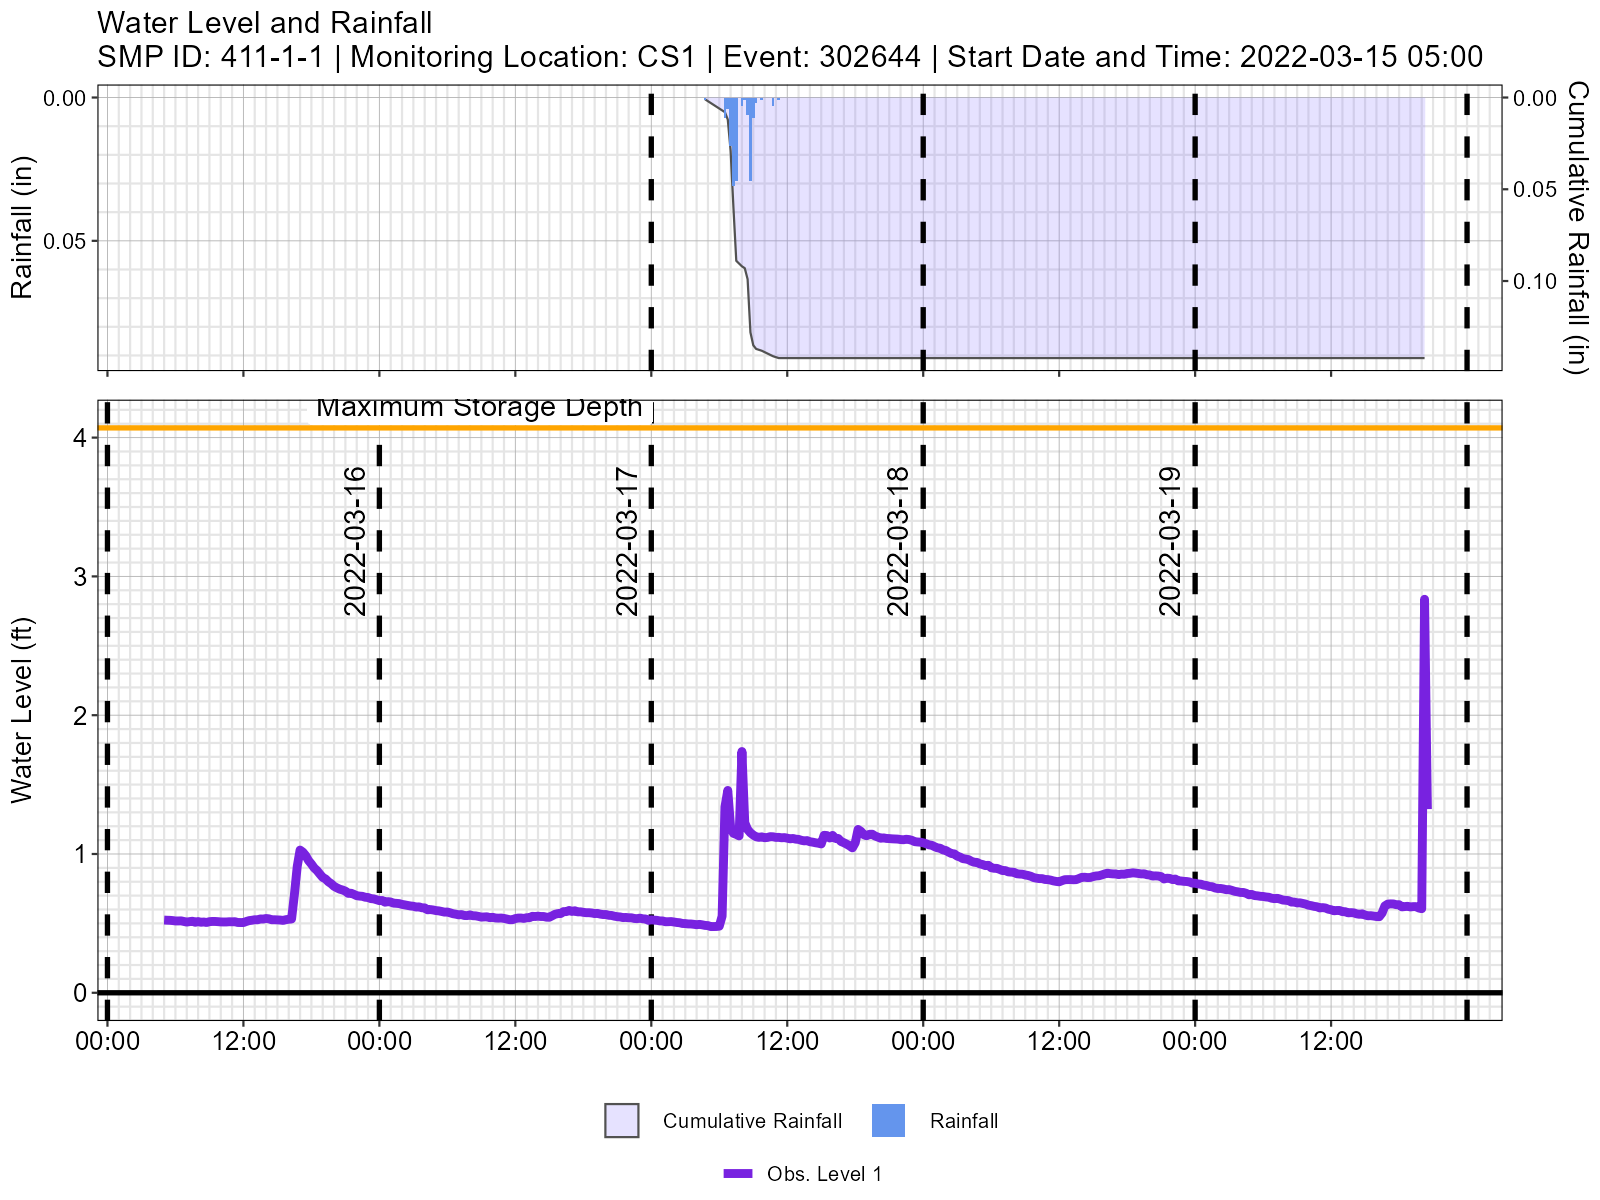 Water Level and Rainfall
SMP ID: 411-1-1 | Monitoring Location: CS1 | Event: 302644 | Start Date and Time: 2022-03-15 05:00
0.00
0.05
Rainfall (in)
0.00
0.05
0.10
Cumulative Rainfall (in)
Maximum Storage Depth
4
3
2
1
0
Water Level (ft)
2022-03-16
2022-03-17
2022-03-18
2022-03-19
00:00 12:00 00:00 12:00 00:00 12:00 00:00 12:00 00:00 12:00
Cumulative Rainfall
Rainfall
Obs. Level 1